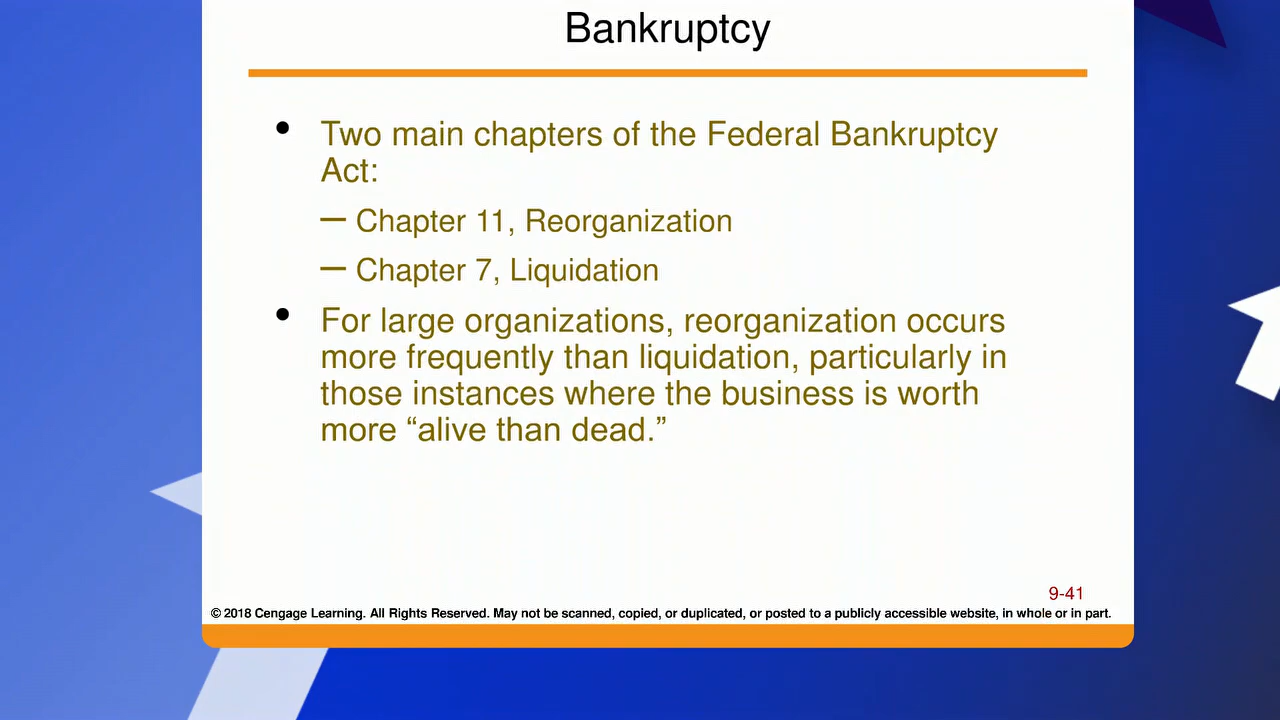 Bankruptcy
• Two main chapters of the Federal Bankruptcy
Act:
– Chapter 11, Reorganization
– Chapter 7, Liquidation
• For large organizations, reorganization occurs
more frequently than liquidation, particularly in
those instances where the business is worth
more “alive than dead.”
9-41
© 2018 Cengage Learning. All Rights Reserved. May not be scanned, copied, or duplicated, or posted to a publicly accessible website, in whole or in part.